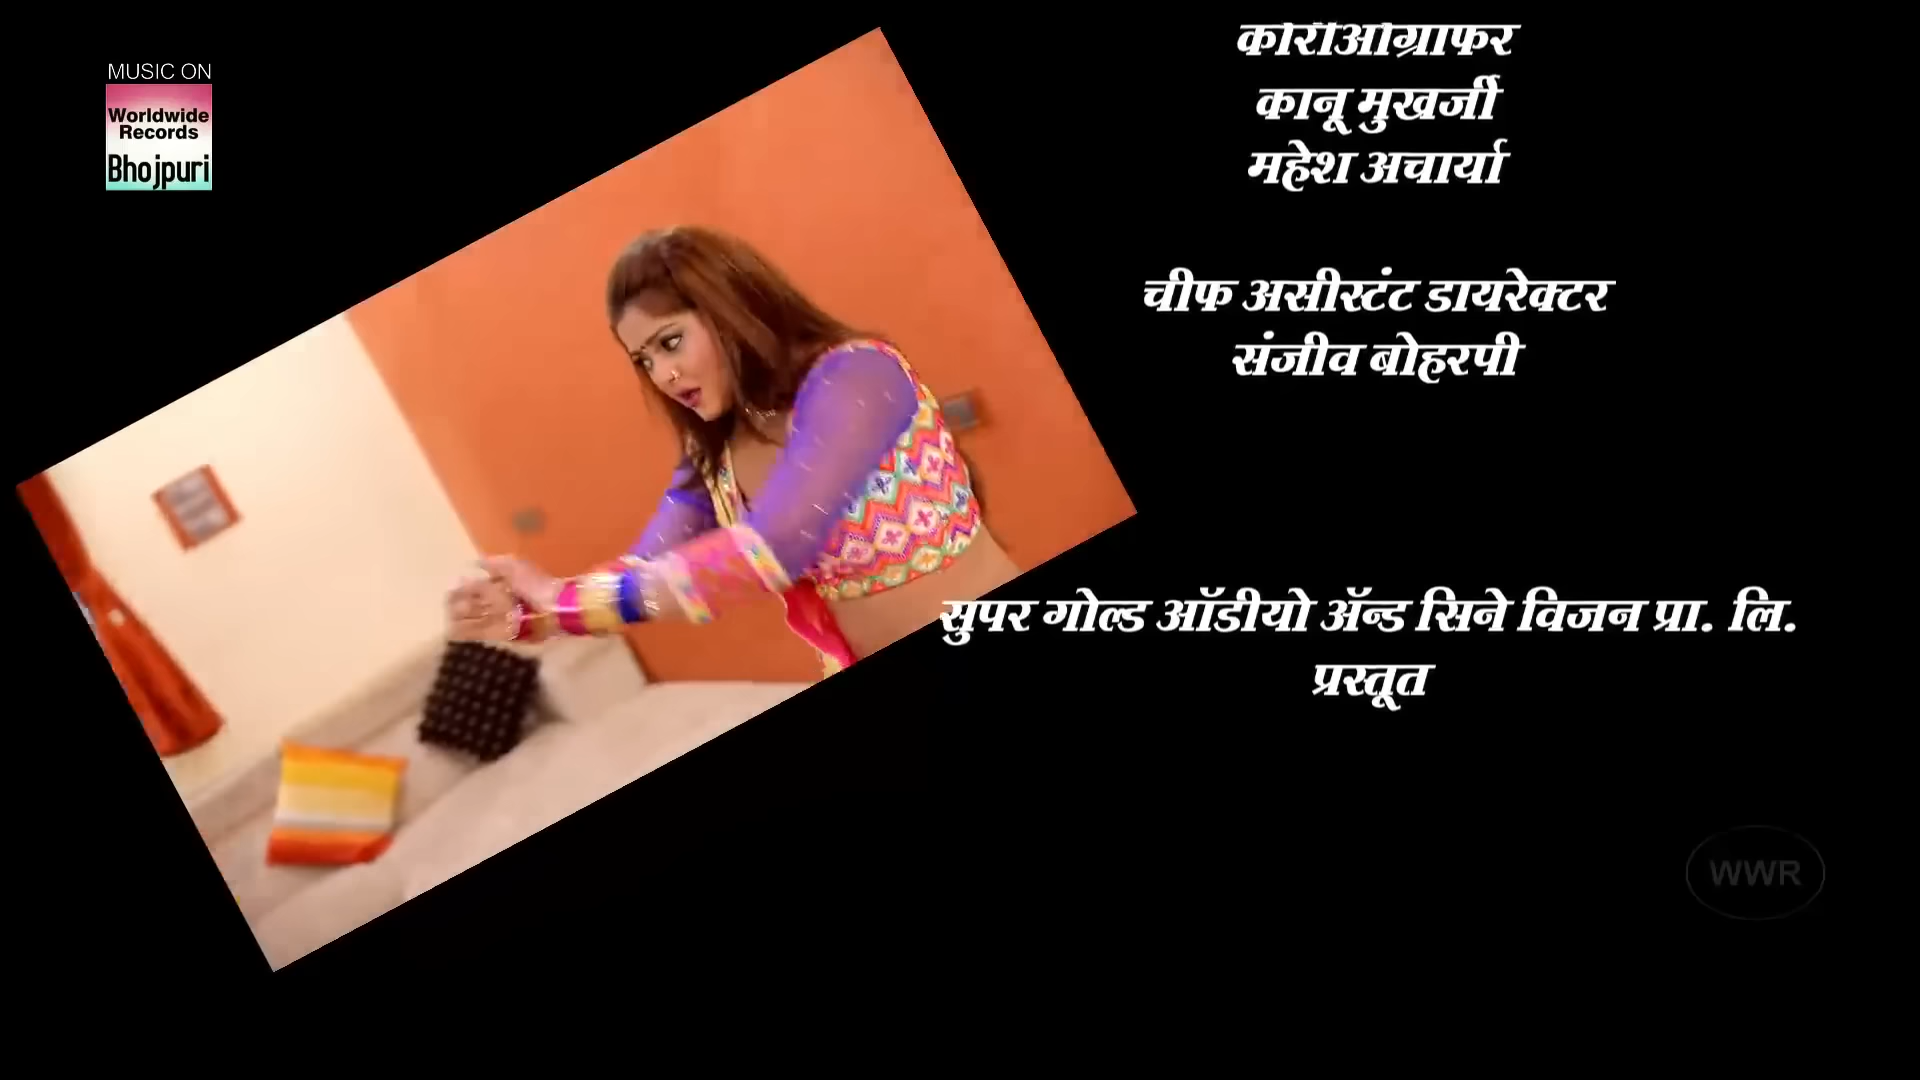 MUSIC ON
Worldwide
Records
Bhojpuri
कोरीओग्राफर
कानू मुखर्जी
महेश अचार्या
चीफ असीस्टंट डायरेक्टर
संजीव बोहरपी
सुपर गोल्ड ऑडीयो ॲन्ड सिने विजन प्रा. लि.
प्रस्तूत
WWR